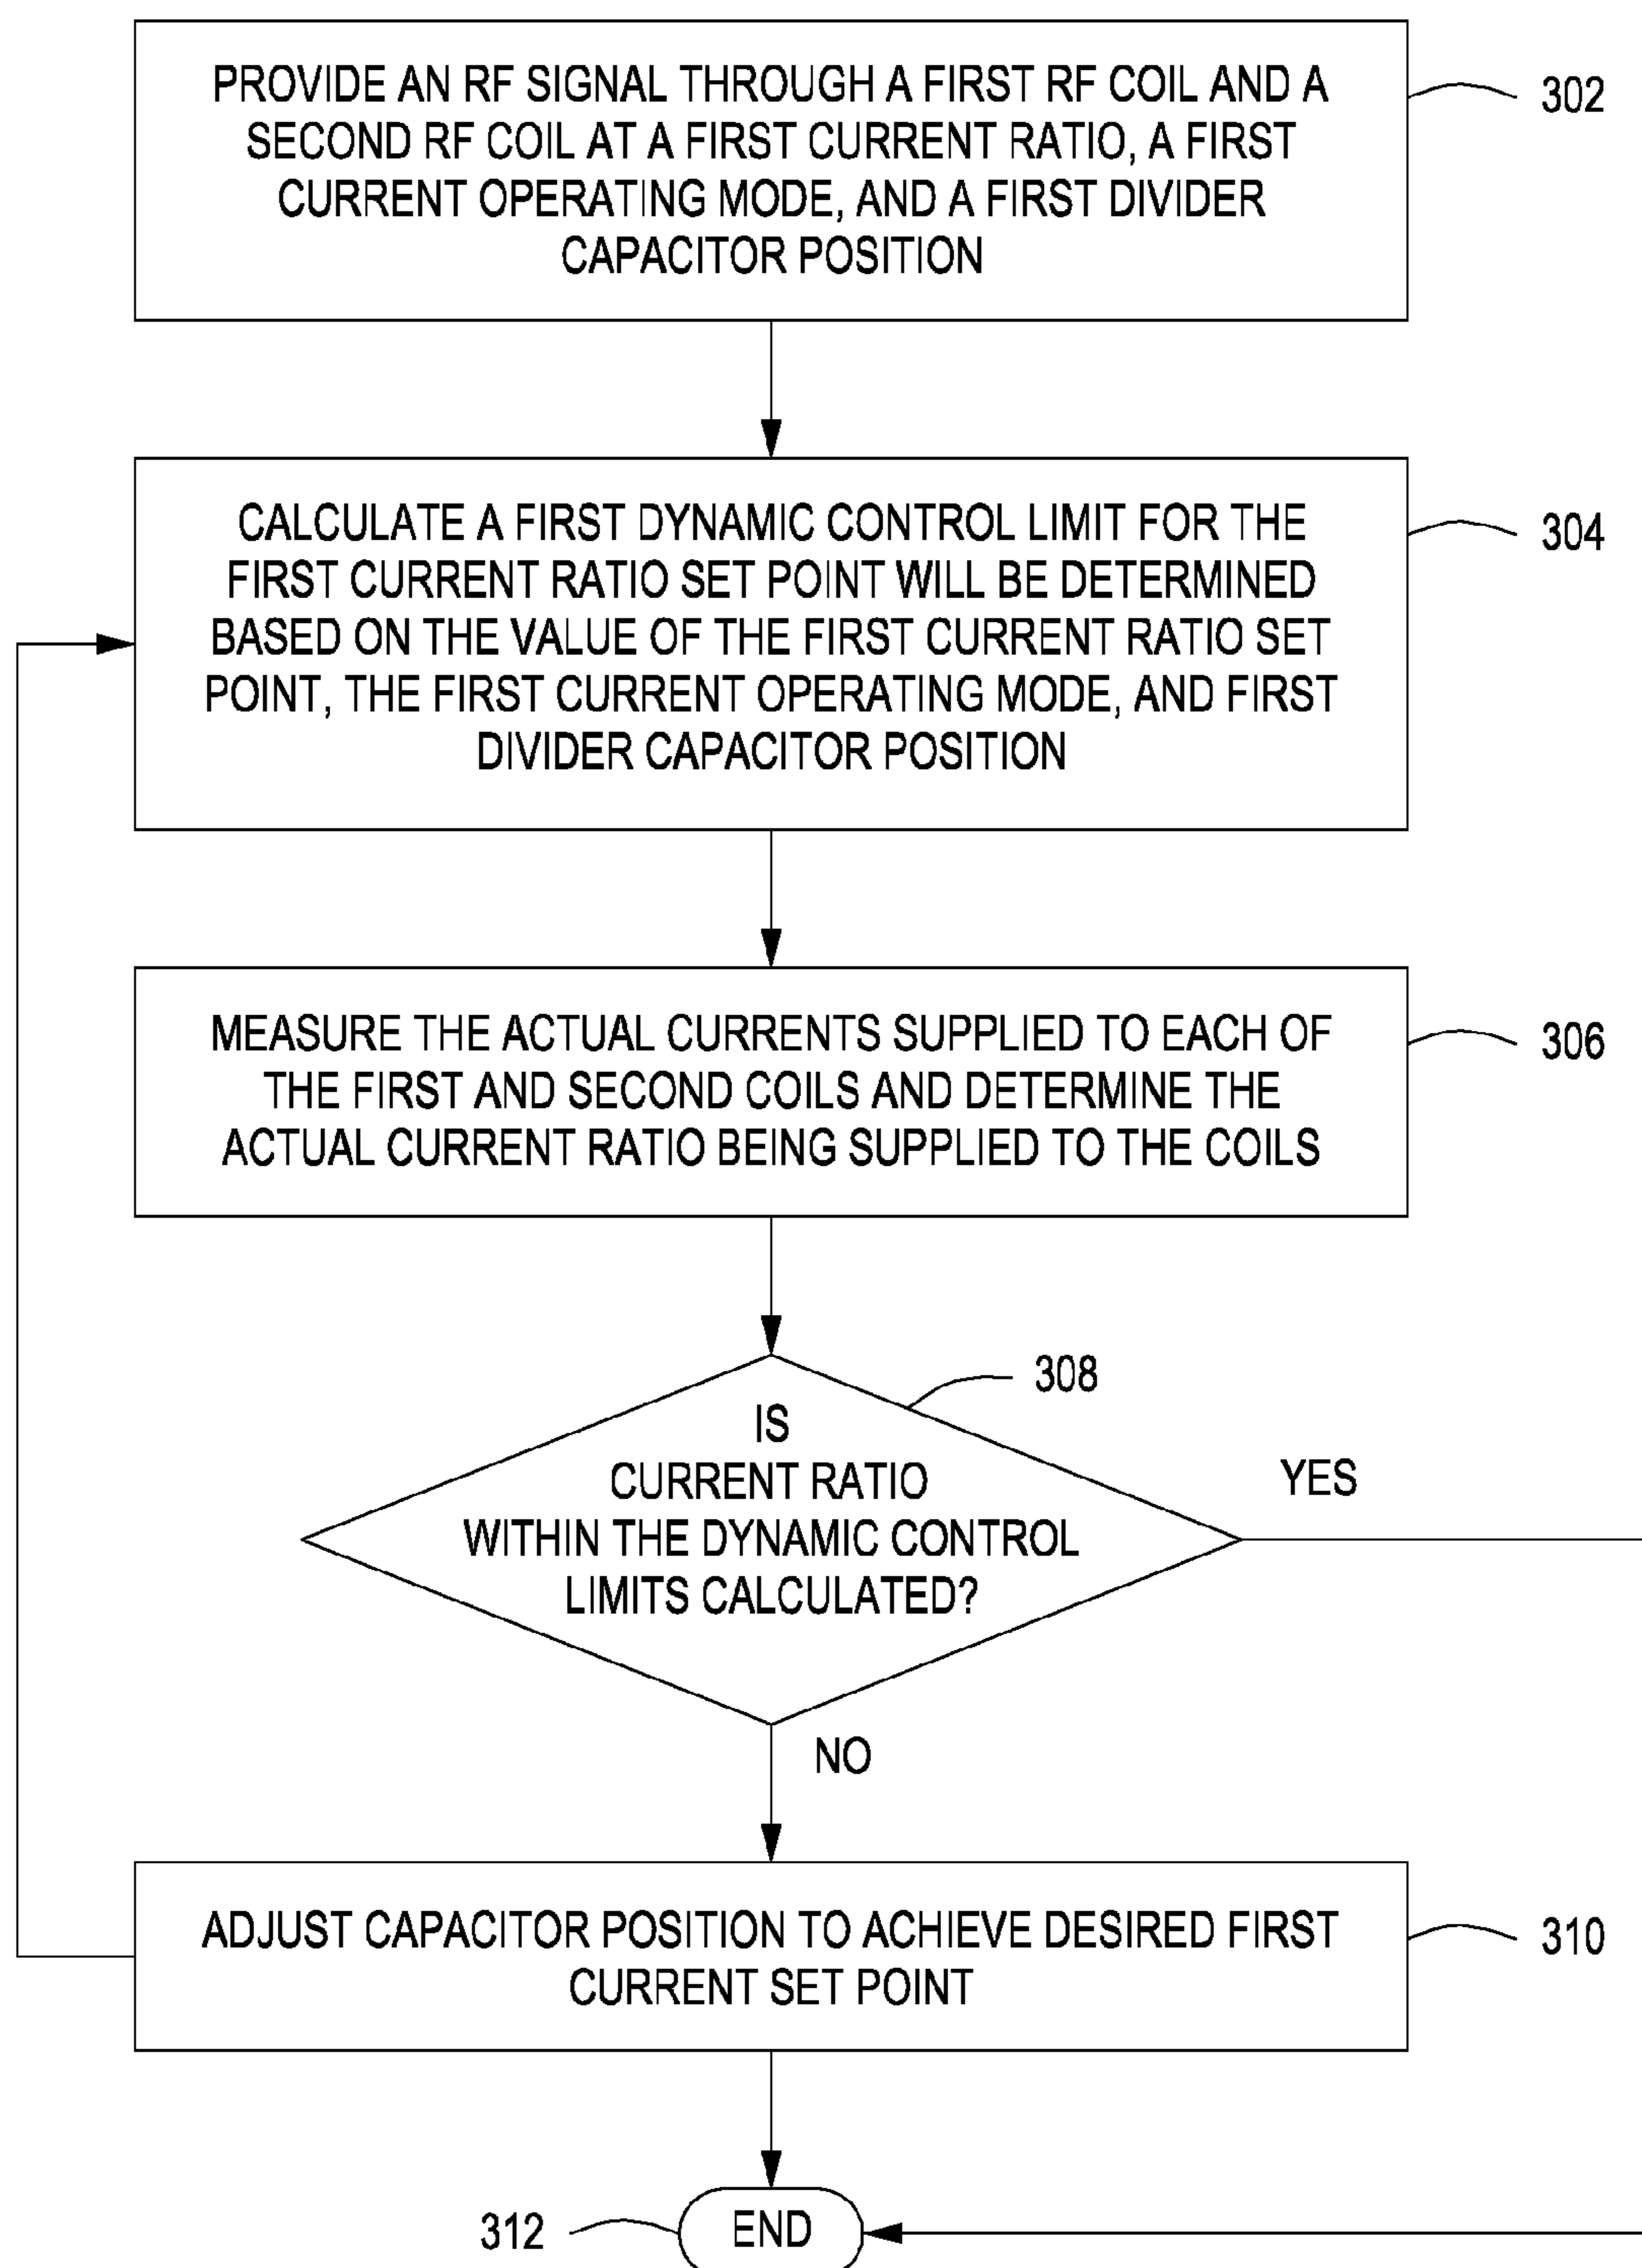 PROVIDE AN RF SIGNAL THROUGH A FIRST RF COIL AND A
SECOND RF COIL AT A FIRST CURRENT RATIO, A FIRST
CURRENT OPERATING MODE, AND A FIRST DIVIDER
CAPACITOR POSITION
302
CALCULATE A FIRST DYNAMIC CONTROL LIMIT FOR THE
FIRST CURRENT RATIO SET POINT WILL BE DETERMINED
BASED ON THE VALUE OF THE FIRST CURRENT RATIO SET
POINT, THE FIRST CURRENT OPERATING MODE, AND FIRST
DIVIDER CAPACITOR POSITION
304
MEASURE THE ACTUAL CURRENTS SUPPLIED TO EACH OF
THE FIRST AND SECOND COILS AND DETERMINE THE
ACTUAL CURRENT RATIO BEING SUPPLIED TO THE COILS
306
308
IS
CURRENT RATIO
WITHIN THE DYNAMIC CONTROL
LIMITS CALCULATED?
YES
NO
ADJUST CAPACITOR POSITION TO ACHIEVE DESIRED FIRST
CURRENT SET POINT
310
312
END